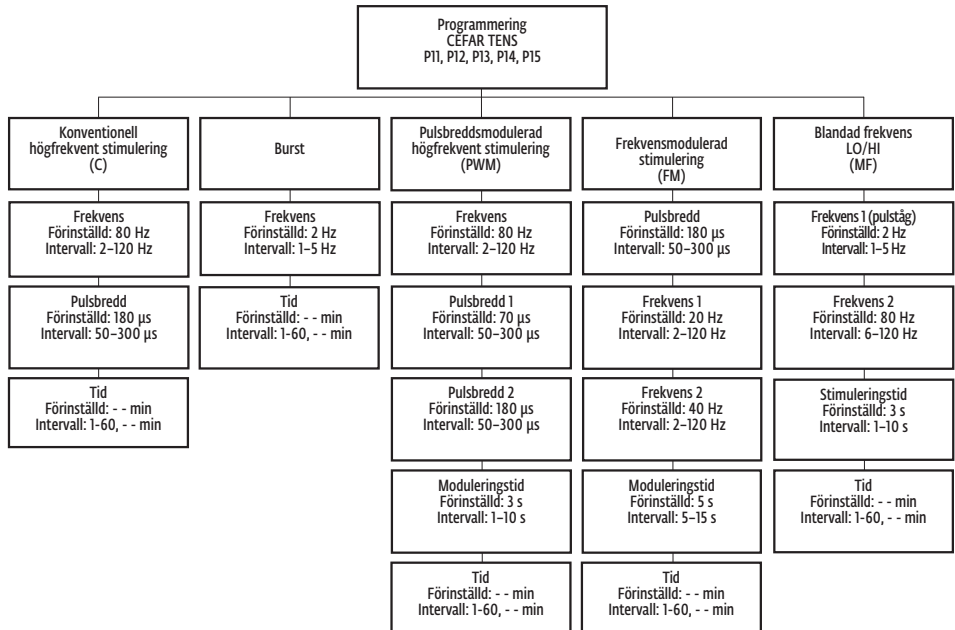 Programmering
CEFAR TENS
P11, P12, P13, P14, P15
Konventionell
högfrekvent stimulering
(C)
Frekvens
Förinställd: 80 Hz
Intervall: 2–120 Hz
Pulsbredd
Förinställd: 180 µs
Intervall: 50–300 µs
Tid
Förinställd: - - min
Intervall: 1-60, - - min
Burst
Frekvens
Förinställd: 2 Hz
Intervall: 1–5 Hz
Tid
Förinställd: - - min
Intervall: 1-60, - - min
Pulsbreddsmodulerad
högfrekvent stimulering
(PWM)
Frekvens
Förinställd: 80 Hz
Intervall: 2–120 Hz
Pulsbredd 1
Förinställd: 70 µs
Intervall: 50–300 µs
Pulsbredd 2
Förinställd: 180 µs
Intervall: 50–300 µs
Moduleringstid
Förinställd: 3 s
Intervall: 1–10 s
Tid
Förinställd: - - min
Intervall: 1-60, - - min
Frekvensmodulerad
stimulering
(FM)
Pulsbredd
Förinställd: 180 µs
Intervall: 50–300 µs
Frekvens 1
Förinställd: 20 Hz
Intervall: 2–120 Hz
Frekvens 2
Förinställd: 40 Hz
Intervall: 2–120 Hz
Moduleringstid
Förinställd: 5 s
Intervall: 5–15 s
Tid
Förinställd: - - min
Intervall: 1-60, - - min
Blandad frekvens
LO/HI
(MF)
Frekvens 1 (pulståg)
Förinställd: 2 Hz
Intervall: 1–5 Hz
Frekvens 2
Förinställd: 80 Hz
Intervall: 6–120 Hz
Stimuleringstid
Förinställd: 3 s
Intervall: 1–10 s
Tid
Förinställd: - - min
Intervall: 1-60, - - min